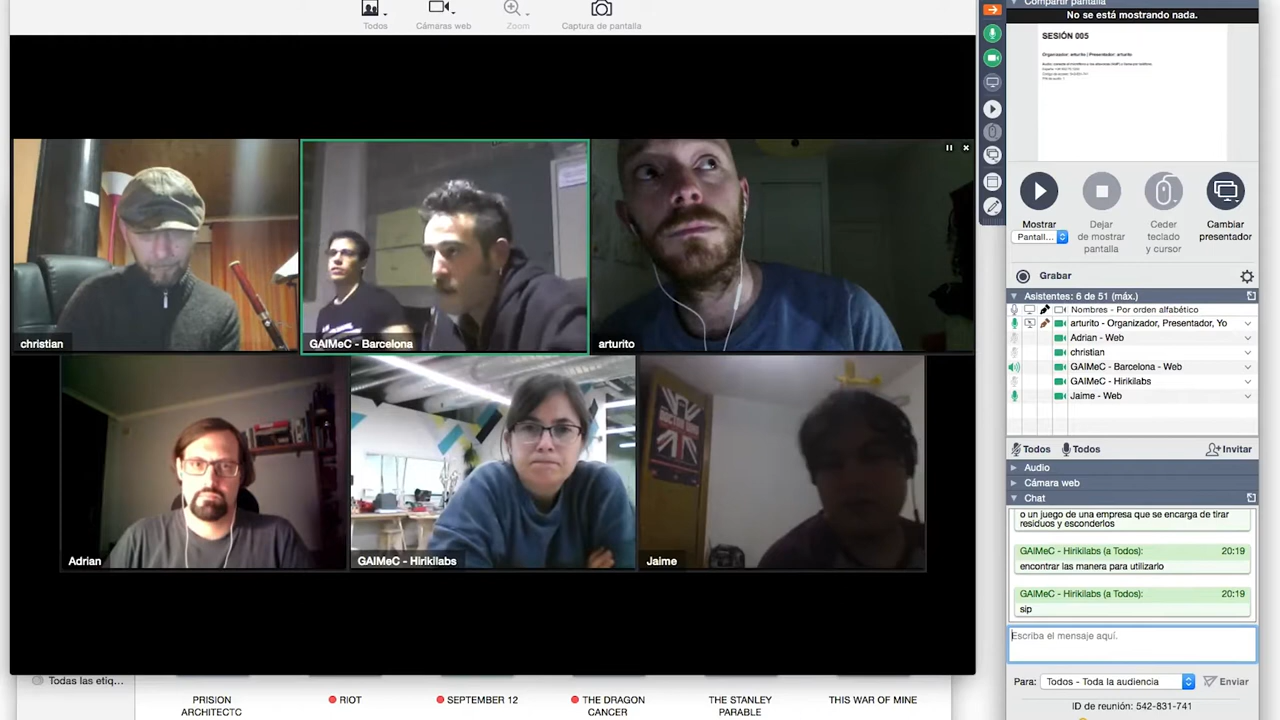 Todos
Cámaras web
Zoom
Captura de pantalla
christian
GAIMeC - Barcelona
arturito
Adrian
GAIMeC - Hirikilabs
Jaime
Todas las etiq...
PRISION
ARCHITECTC
RIOT
SEPTEMBER 12
THE DRAGON
CANCER
THE STANLEY
PARABLE
THIS WAR OF MINE
Compartir pantalla
No se está mostrando nada.
SESIÓN 005
Organizador: arturito | Presentador: arturito
Mostrar
Pantall...
Dejar
de mostrar
pantalla
Ceder
teclado
y cursor
Cambiar
presentador
Grabar
Asistentes: 6 de 51 (máx.)
Nombres - Por orden alfabético
arturito - Organizador, Presentador, Yo
Adrian - Web
christian
GAIMeC - Barcelona - Web
GAIMeC - Hirikilabs
Jaime - Web
Todos
Todos
Invitar
Audio
Cámara web
Chat
o un juego de una empresa que se encarga de tirar
residuos y esconderlos
GAIMeC - Hirikilabs (a Todos): 20:19
encontrar las manera para utilizarlo
GAIMeC - Hirikilabs (a Todos): 20:19
sip
Escriba el mensaje aquí.
Para: Todos - Toda la audiencia Enviar
ID de reunión: 542-831-741